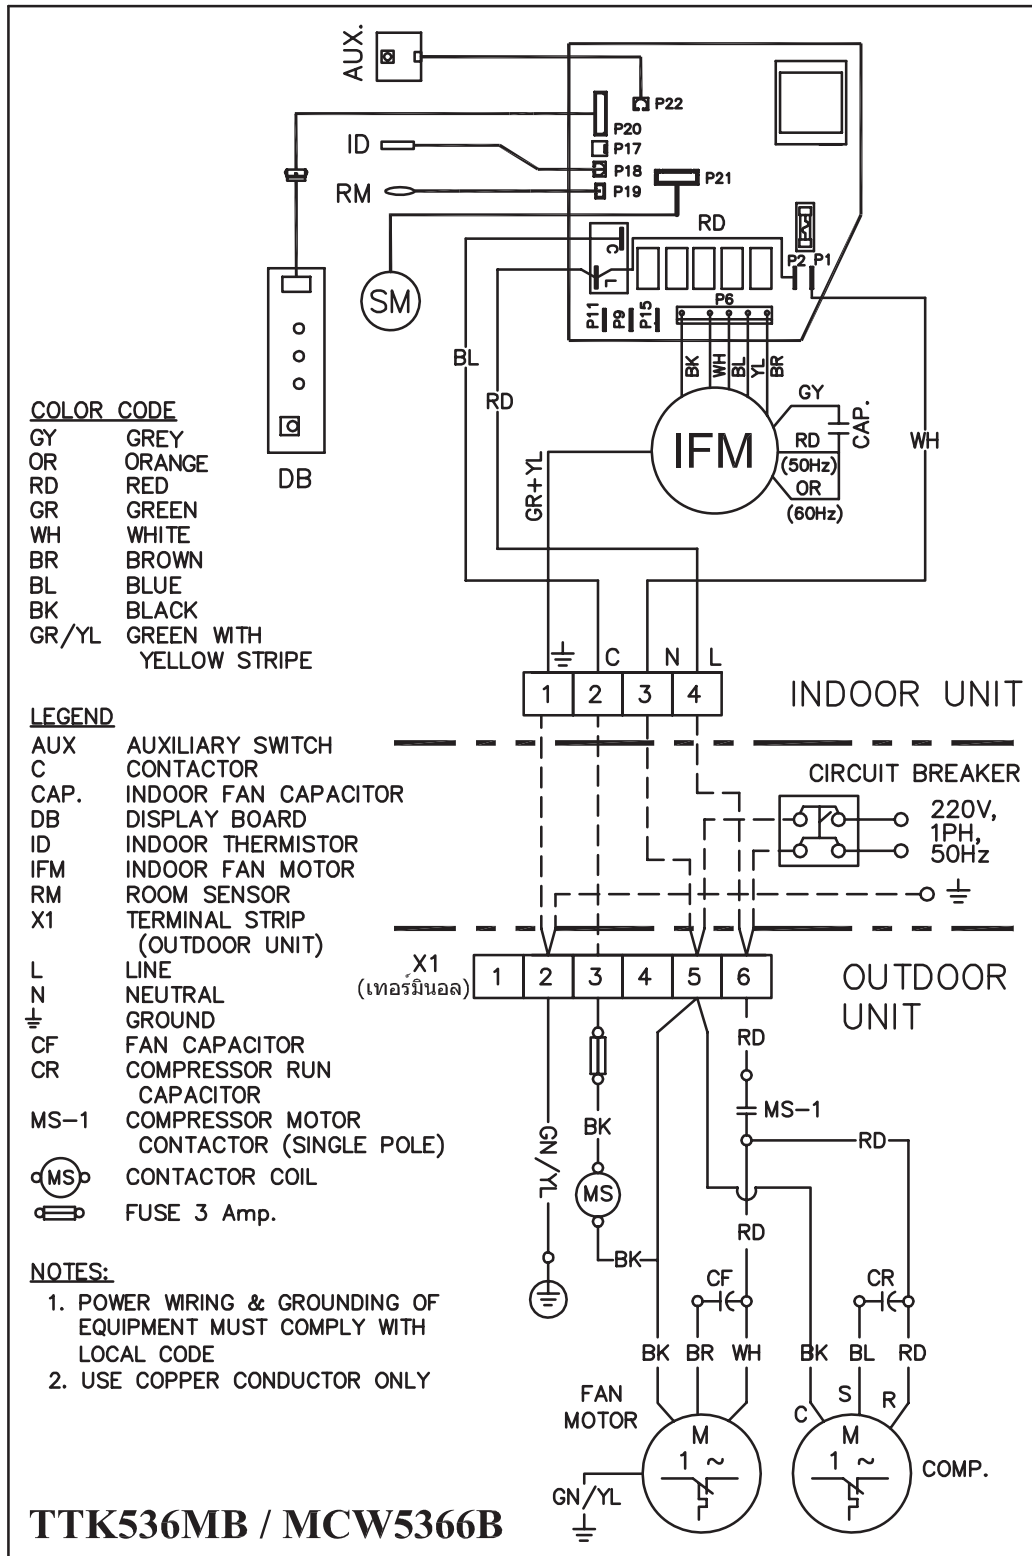 AUX.
P22
P20
P17
ID
P18
RM
P19
P21
RD
SM
C
L
P2 P1
P11 P9 P15
P6
BK WH BL YL BR
BL
RD
GY
CAP.
IFM
RD
(50Hz)
OR
(60Hz)
WH
GR+YL
DB
COLOR CODE
GY GREY
OR ORANGE
RD RED
GR GREEN
WH WHITE
BR BROWN
BL BLUE
BK BLACK
GR/YL GREEN WITH
YELLOW STRIPE
C N L
1 2 3 4
INDOOR UNIT
LEGEND
AUX AUXILIARY SWITCH
C CONTACTOR
CAP. INDOOR FAN CAPACITOR
DB DISPLAY BOARD
ID INDOOR THERMISTOR
IFM INDOOR FAN MOTOR
RM ROOM SENSOR
X1 TERMINAL STRIP
(OUTDOOR UNIT)
L LINE
N NEUTRAL
GROUND
CF FAN CAPACITOR
CR COMPRESSOR RUN
CAPACITOR
MS-1 COMPRESSOR MOTOR
CONTACTOR (SINGLE POLE)
MS CONTACTOR COIL
FUSE 3 Amp.
CIRCUIT BREAKER
220V,
1PH,
50Hz
X1
(เทอร์มินอล)
1 2 3 4 5 6
OUTDOOR
UNIT
RD
MS-1
BK
GN/YL
RD
MS
RD
BK
CF
CR
BK BR WH
BK BL RD
FAN
MOTOR
C S R
M
1 ~
M
1 ~
COMP.
GN/YL
NOTES:
1. POWER WIRING & GROUNDING OF
EQUIPMENT MUST COMPLY WITH
LOCAL CODE
2. USE COPPER CONDUCTOR ONLY
TTK536MB / MCW5366B